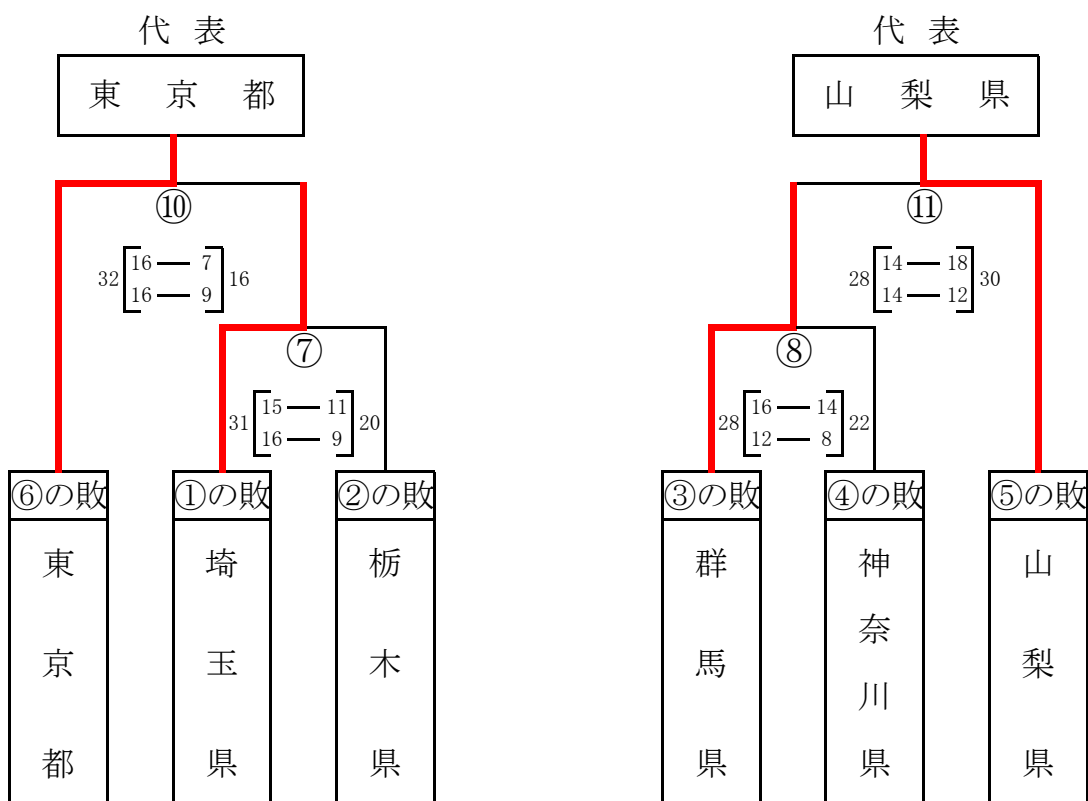 代 表
代 表
東 京 都
山 梨 県
⑩
⑪
32 16 — 7 16
16 — 9
28 14 — 18 30
14 — 12
⑦
⑧
31 15 — 11 20
16 — 9
28 16 — 14 22
12 — 8
⑥の敗
①の敗
②の敗
③の敗
④の敗
⑤の敗
東京都
埼玉県
栃木県
群馬県
神奈川県
山梨県